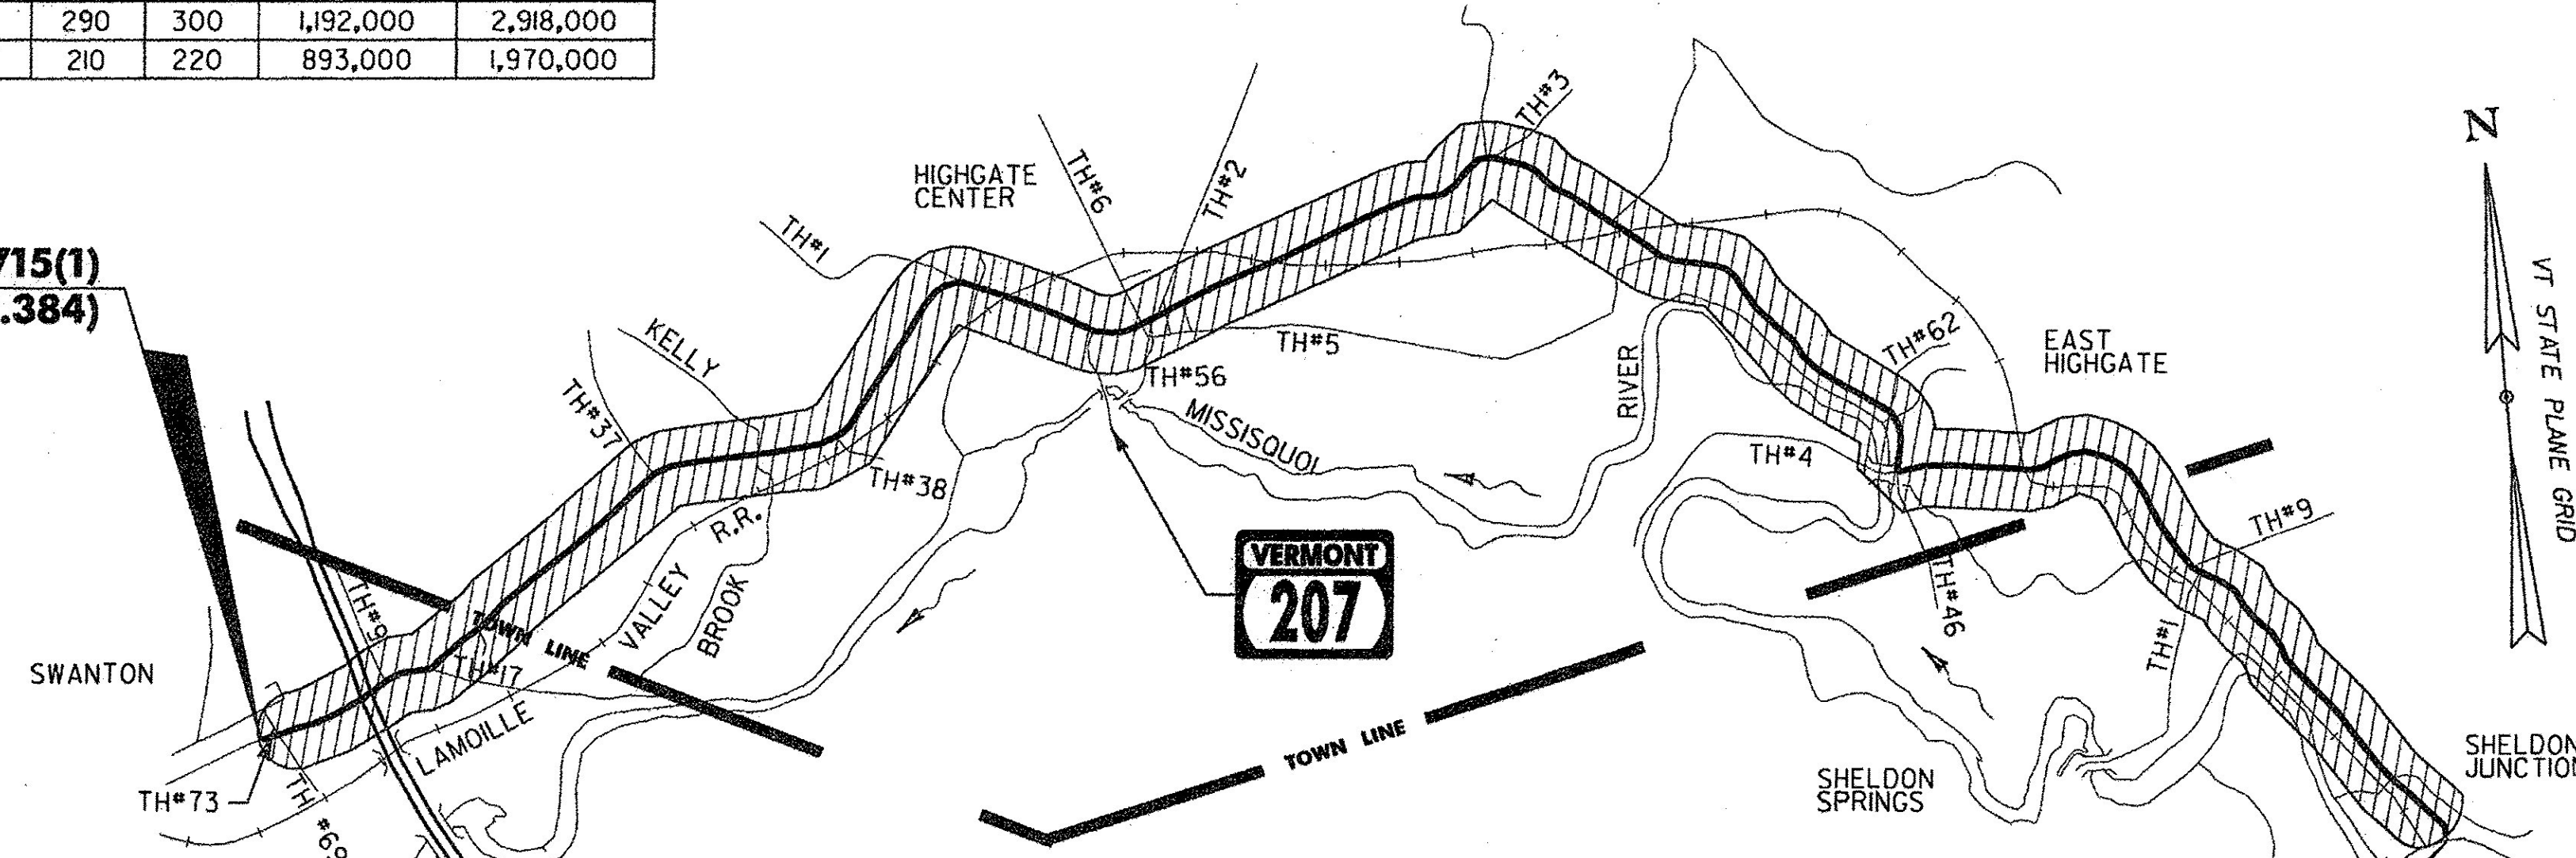 290 300 1,192,000 2,918,000
210 220 893,000 1,970,000
715(1)
.384)
HIGHGATE
CENTER
TH#6
TH#2
TH#3
TH#1
N
VT STATE PLANE GRID
KELLY
TH#37
TH#38
TH#5
TH#56
MISSISQUOI
RIVER
TH#62
EAST
HIGHGATE
TH#4
TH#9
R.R.
VALLEY
BROOK
VERMONT
207
TH#9
TOWN LINE
TH#17
SWANTON
LAMOILLE
TH#46
TH#1
TOWN LINE
TH#73
TH #69
SHELDON
SPRINGS
SHELDON
JUNCTION